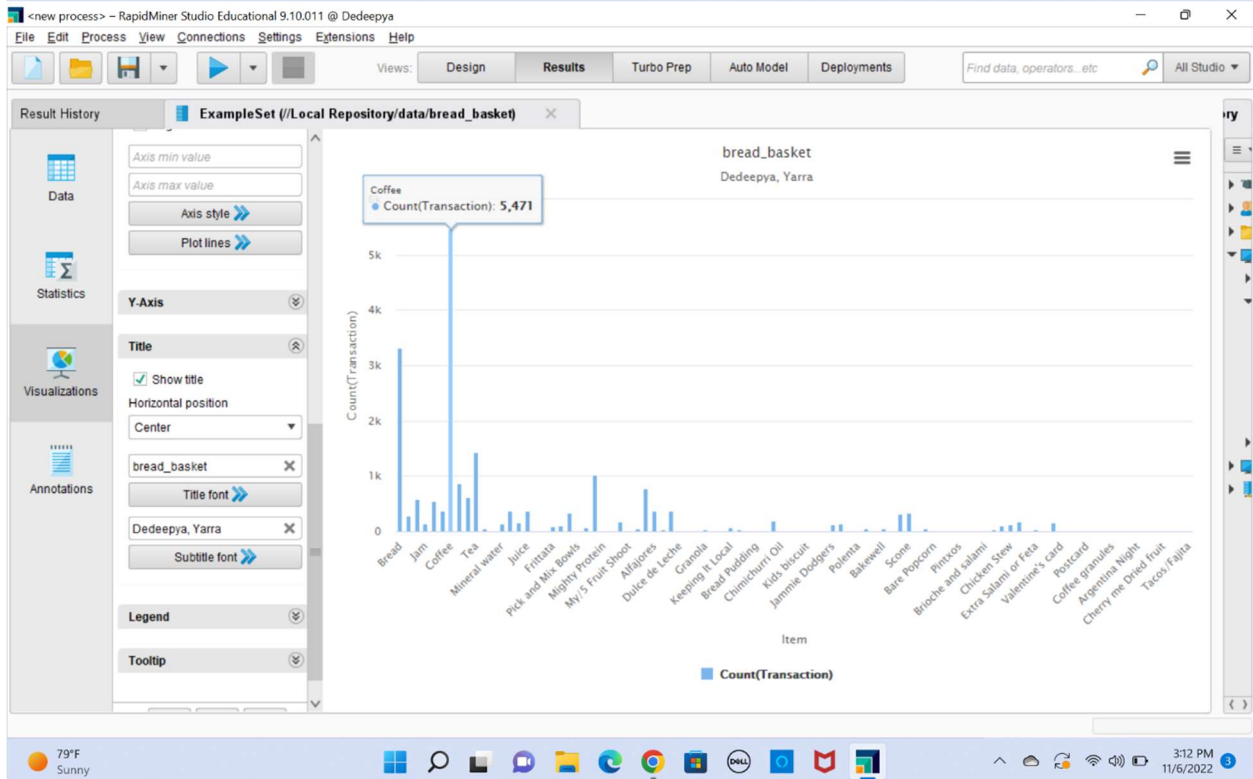 <new process> – RapidMiner Studio Educational 9.10.011 @ Dedeepya
File Edit Process View Connections Settings Extensions Help
Views: Design Results Turbo Prep Auto Model Deployments Find data, operators...etc All Studio
Result History ExampleSet (//Local Repository/data/bread_basket)
Data
Statistics
Visualizations
Annotations
Axis min value
Axis max value
Axis style
Plot lines
Y-Axis
Title
Show title
Horizontal position
Center
bread_basket
Title font
Dedeepya, Yarra
Subtitle font
Legend
Tooltip
bread_basket
Dedeepya, Yarra
Coffee
Count(Transaction): 5,471
Count(Transaction)
5k
4k
3k
2k
1k
0
Bread
Jam
Coffee
Tea
Mineral water
Juice
Frittata
Pick and Mix Bowls
Mighty Protein
My/5 Fruit Shoot
Alfajores
Dulce de Leche
Granola
Keeping It Local
Bread Pudding
Chimichurri Oil
Kids biscuit
Jammie Dodgers
Polenta
Bakewell
Scone
Bare Popcorn
Pintxos
Brioche and salami
Chicken Stew
Extra Salami or Feta
Valentine's card
Postcard
Coffee granules
Argentina Night
Cherry me Dried fruit
Tacos/Fajita
Item
Count(Transaction)
79°F
Sunny
DELL
3:12 PM
11/6/2022
3